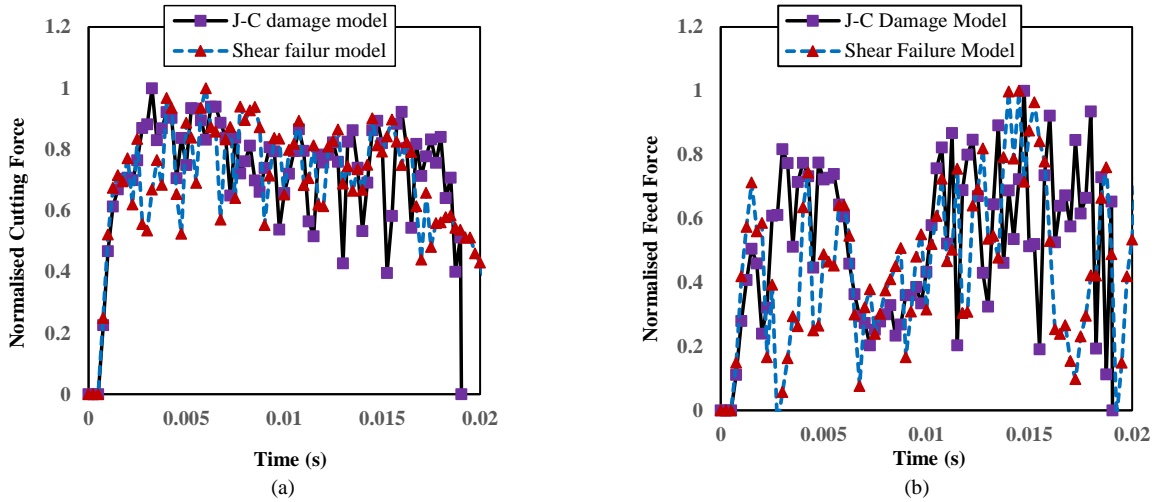 J-C damage model
Shear failur model
1.2
1
0.8
0.6
0.4
0.2
0
Normalised Cutting Force
0
0.005
0.01
0.015
0.02
Time (s)
(a)
J-C Damage Model
Shear Failure Model
1.2
1
0.8
0.6
0.4
0.2
0
Normalised Feed Force
0
0.005
0.01
0.015
0.02
Time (s)
(b)